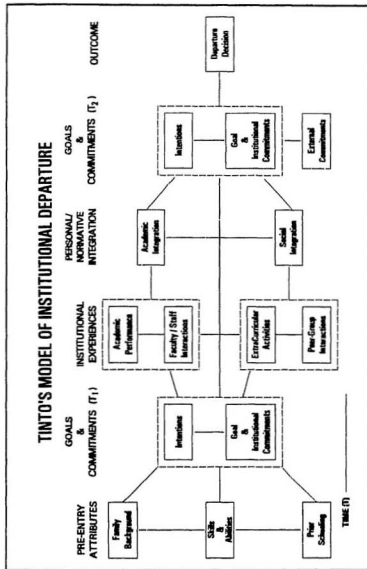 TINTO'S MODEL OF INSTITUTIONAL DEPARTURE
PRE-ENTRY
ATTRIBUTES
GOALS
&
COMMITMENTS (T₁)
INSTITUTIONAL
EXPERIENCES
PERSONAL/
NORMATIVE
INTEGRATION
GOALS
&
COMMITMENTS (T₂)
OUTCOME
Family
Background
Skills
&
Abilities
Prior
Schooling
Intentions
Goal
&
Institutional
Commitments
Academic
Performance
Faculty / Staff
Interactions
ExtraCurricular
Activities
Peer-Group
Interactions
Academic
Integration
Social
Integration
Intentions
Goal
&
Institutional
Commitments
External
Commitments
Departure
Decision
TIME (T)